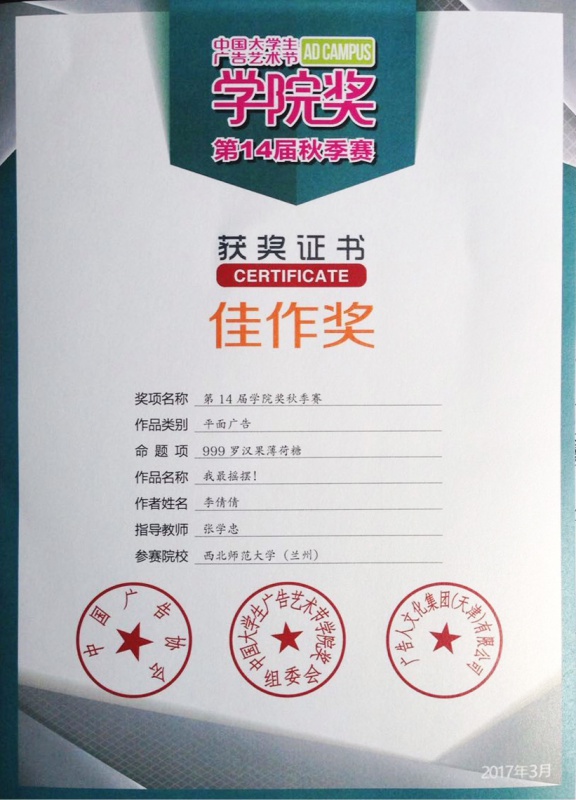 中国大学生
广告艺术节
AD CAMPUS
学院奖
第14届秋季赛
获奖证书
CERTIFICATE
佳作奖
奖项名称 第14届学院奖秋季赛
作品类别 平面广告
命题项 999罗汉果薄荷糖
作品名称 我最摇摆!
作者姓名 李倩倩
指导教师 张学忠
参赛院校 西北师范大学（兰州）
中国广告协会
中国大学生广告艺术节学院奖
组委会
广告人文化集团(天津)有限公司
2017年3月